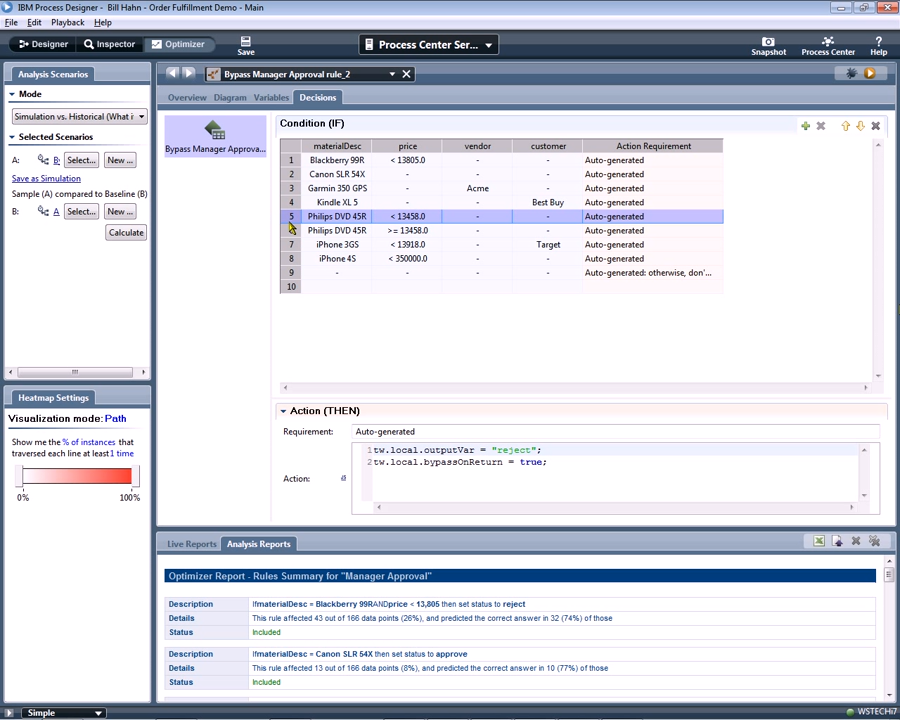 IBM Process Designer - Bill Hahn - Order Fulfillment Demo - Main
File Edit Playback Help
Designer Inspector Optimizer Save Process Center Ser... Snapshot Process Center Help
Analysis Scenarios
Mode
Simulation vs. Historical (What i
Selected Scenarios
A: B: Select... New ...
Save as Simulation
Sample (A) compared to Baseline (B)
B: A Select... New ...
Calculate
Heatmap Settings
Visualization mode: Path
Show me the % of instances that
traversed each line at least 1 time
0% 100%
Bypass Manager Approval rule_2
Overview Diagram Variables Decisions
Bypass Manager Approva...
Condition (IF)
materialDesc price vendor customer Action Requirement
1 Blackberry 99R < 13805.0 - - Auto-generated
2 Canon SLR 54X - - - Auto-generated
3 Garmin 350 GPS - Acme - Auto-generated
4 Kindle XL 5 - - Best Buy Auto-generated
5 Philips DVD 45R < 13458.0 - - Auto-generated
Philips DVD 45R >= 13458.0 - - Auto-generated
7 iPhone 3GS < 13918.0 - Target Auto-generated
8 iPhone 4S < 350000.0 - - Auto-generated
9 - - - - Auto-generated: otherwise, don'...
10
Action (THEN)
Requirement: Auto-generated
Action:
1 tw.local.outputVar = "reject";
2 tw.local.bypassOnReturn = true;
Live Reports Analysis Reports
Optimizer Report - Rules Summary for "Manager Approval"
Description IfmaterialDesc = Blackberry 99RANDprice < 13,805 then set status to reject
Details This rule affected 43 out of 166 data points (26%), and predicted the correct answer in 32 (74%) of those
Status Included
Description IfmaterialDesc = Canon SLR 54X then set status to approve
Details This rule affected 13 out of 166 data points (8%), and predicted the correct answer in 10 (77%) of those
Status Included
Simple WSTECHi7